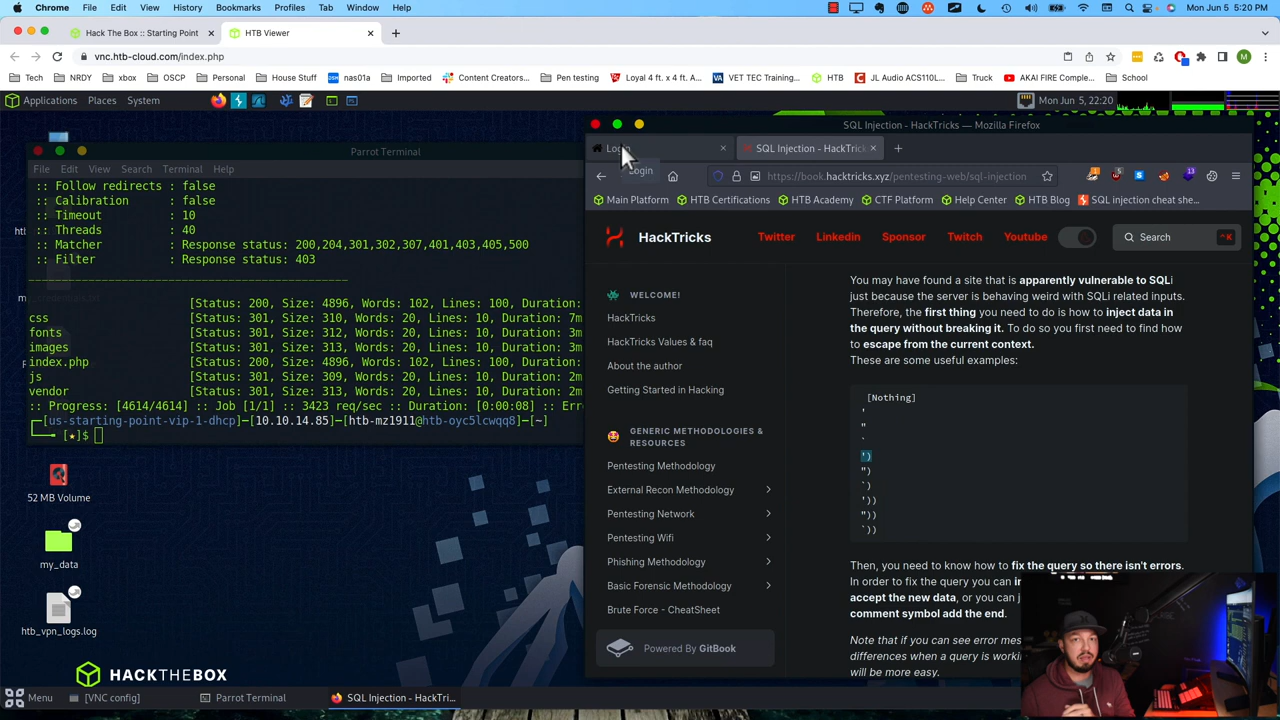 Chrome File Edit View History Bookmarks Profiles Tab Window Help Mon Jun 5 5:20 PM
Hack The Box :: Starting Point HTB Viewer
vnc.htb-cloud.com/index.php M
Tech NRDY xbox OSCP Personal House Stuff nas01a Imported Content Creators... Pen testing Loyal 4 ft. x 4 ft. A... VET TEC Training... HTB JL Audio ACS110L... Truck AKAI FIRE Comple... School
Applications Places System Mon Jun 5, 22:20
Parrot Terminal
File Edit View Search Terminal Help
:: Follow redirects : false
:: Calibration : false
:: Timeout : 10
:: Threads : 40
:: Matcher : Response status: 200,204,301,302,307,401,403,405,500
:: Filter : Response status: 403
[Status: 200, Size: 4896, Words: 102, Lines: 100, Duration:
css [Status: 301, Size: 310, Words: 20, Lines: 10, Duration: 7m
fonts [Status: 301, Size: 312, Words: 20, Lines: 10, Duration: 3m
images [Status: 301, Size: 313, Words: 20, Lines: 10, Duration: 3m
index.php [Status: 200, Size: 4896, Words: 102, Lines: 100, Duration:
js [Status: 301, Size: 309, Words: 20, Lines: 10, Duration: 2m
vendor [Status: 301, Size: 313, Words: 20, Lines: 10, Duration: 2m
:: Progress: [4614/4614] :: Job [1/1] :: 3423 req/sec :: Duration: [0:00:08] :: Err
[us-starting-point-vip-1-dhcp]-[10.10.14.85]-[htb-mz1911@htb-oyc5lcwqq8]-[~]
[★]$
52 MB Volume
my_data
htb_vpn_logs.log
HACKTHEBOX
SQL Injection - HackTricks — Mozilla Firefox
Login SQL Injection - HackTrick
Login
https://book.hacktricks.xyz/pentesting-web/sql-injection 13
Main Platform HTB Certifications HTB Academy CTF Platform Help Center HTB Blog SQL injection cheat she...
HackTricks Twitter Linkedin Sponsor Twitch Youtube Search ^K
WELCOME!
HackTricks
HackTricks Values & faq
About the author
Getting Started in Hacking
GENERIC METHODOLOGIES &
RESOURCES
Pentesting Methodology
External Recon Methodology
Pentesting Network
Pentesting Wifi
Phishing Methodology
Basic Forensic Methodology
Brute Force - CheatSheet
Powered By GitBook
You may have found a site that is apparently vulnerable to SQLi
just because the server is behaving weird with SQLi related inputs.
Therefore, the first thing you need to do is how to inject data in
the query without breaking it. To do so you first need to find how
to escape from the current context.
These are some useful examples:
[Nothing]
'
"
`
')
")
`)
'))
"))
`))
Then, you need to know how to fix the query so there isn't errors.
In order to fix the query you can
accept the new data, or you can
comment symbol add the end.
Note that if you can see error
differences when a query is
will be more easy.
Menu [VNC config] Parrot Terminal SQL Injection - HackTri...